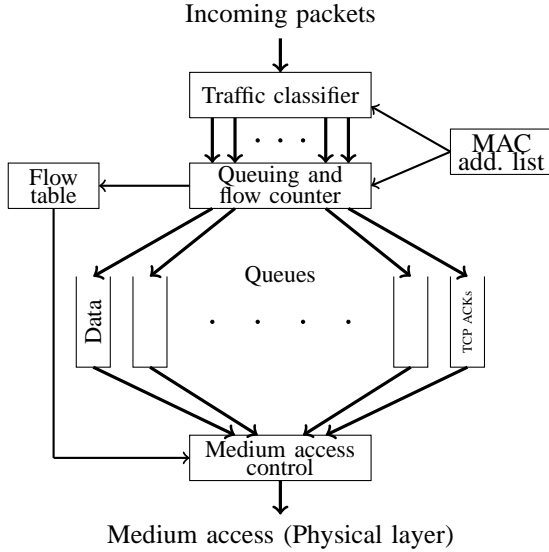 Incoming packets
Traffic classifier
. . .
MAC
add. list
Flow
table
Queuing and
flow counter
Queues
Data
. . . .
TCP ACKs
Medium access
control
Medium access (Physical layer)